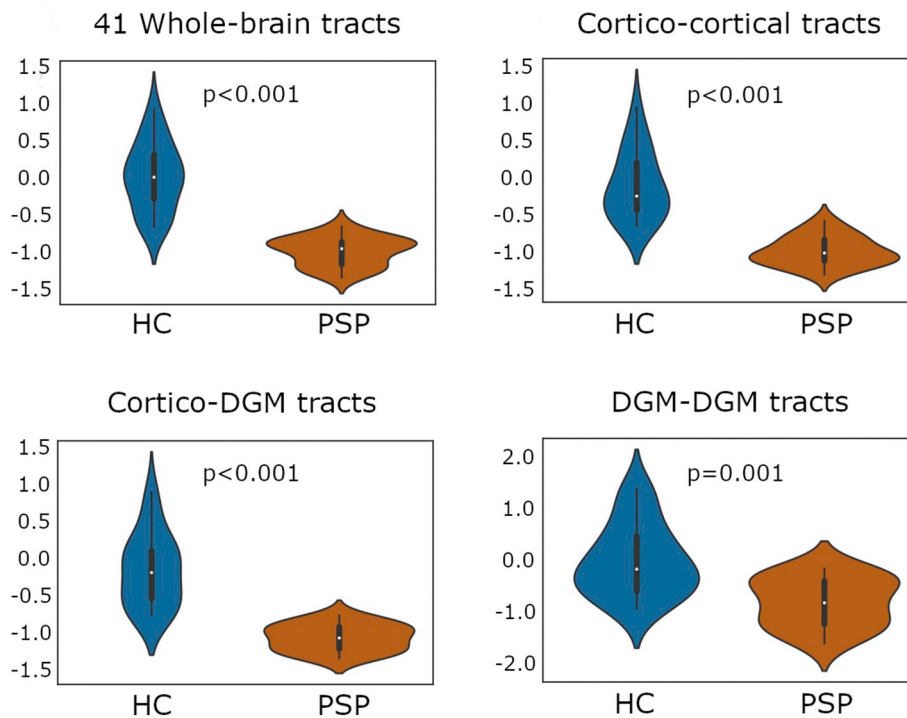 41 Whole-brain tracts
1.5
1.0
0.5
0.0
-0.5
-1.0
-1.5
p<0.001
HC PSP
Cortico-cortical tracts
1.5
1.0
0.5
0.0
-0.5
-1.0
-1.5
p<0.001
HC PSP
Cortico-DGM tracts
1.5
1.0
0.5
0.0
-0.5
-1.0
-1.5
p<0.001
HC PSP
DGM-DGM tracts
2.0
1.0
0.0
-1.0
-2.0
p=0.001
HC PSP